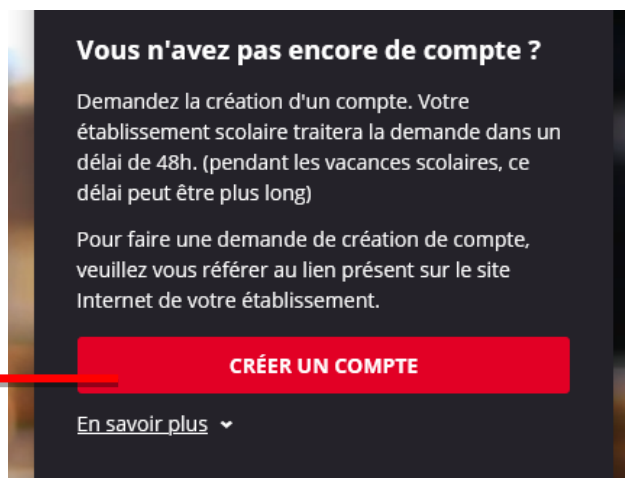 Vous n'avez pas encore de compte ?
Demandez la création d'un compte. Votre
établissement scolaire traitera la demande dans un
délai de 48h. (pendant les vacances scolaires, ce
délai peut être plus long)
Pour faire une demande de création de compte,
veuillez vous référer au lien présent sur le site
Internet de votre établissement.
CRÉER UN COMPTE
En savoir plus